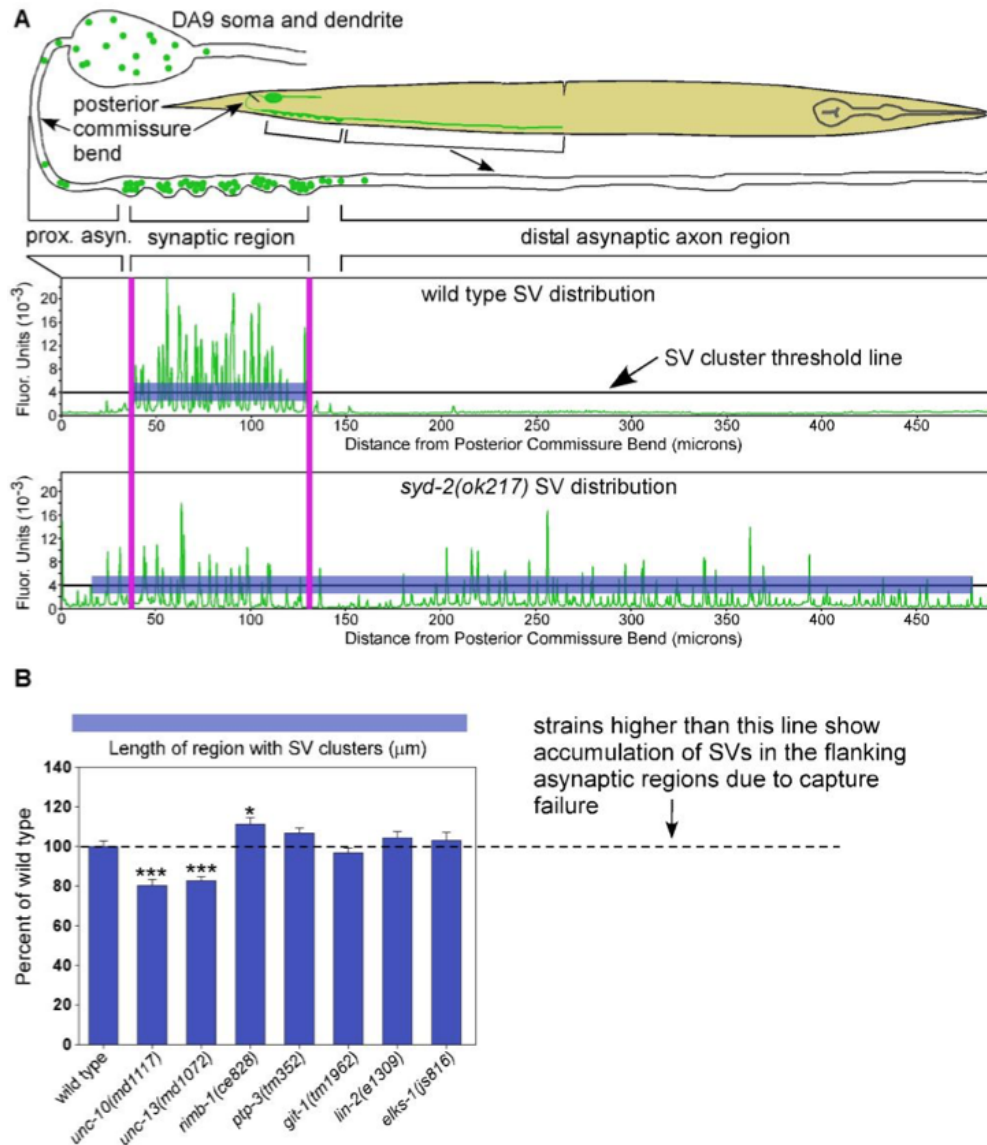 A
DA9 soma and dendrite
posterior
commissure
bend
prox. asyn.
synaptic region
distal asynaptic axon region
wild type SV distribution
SV cluster threshold line
Fluor. Units (10⁻³)
20
16
12
8
4
0
0 50 100 150 200 250 300 350 400 450
Distance from Posterior Commissure Bend (microns)
syd-2(ok217) SV distribution
Fluor. Units (10⁻³)
20
16
12
8
4
0
0 50 100 150 200 250 300 350 400 450
Distance from Posterior Commissure Bend (microns)
B
Length of region with SV clusters (μm)
strains higher than this line show
accumulation of SVs in the flanking
asynaptic regions due to capture
failure
Percent of wild type
140
120
100
80
60
40
20
0
***
***
*
wild type
unc-10(md1117)
unc-13(md1072)
rimb-1(ce828)
ptp-3(tm352)
git-1(tm1962)
lin-2(e1309)
elks-1(js816)